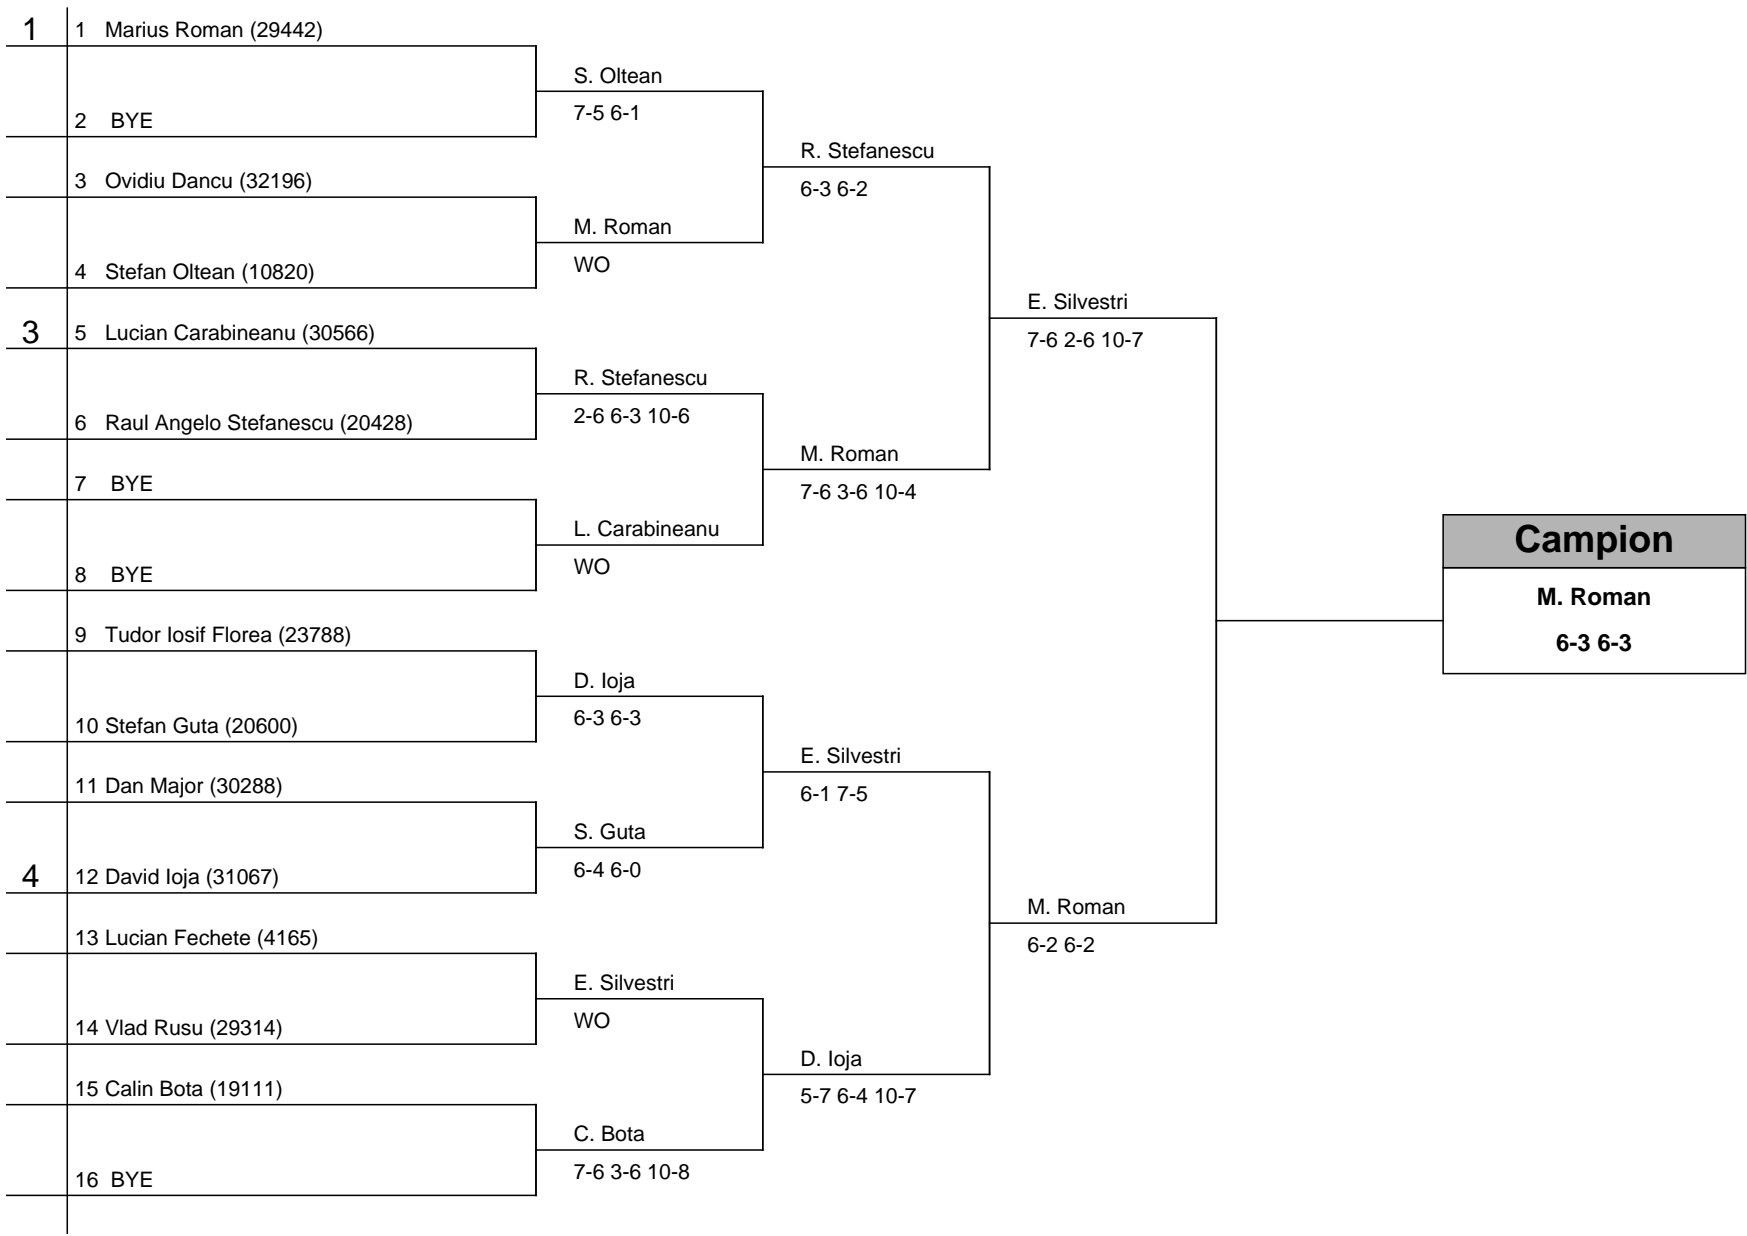 1 1 Marius Roman (29442)
S. Oltean
7-5 6-1
2 BYE
R. Stefanescu
3 Ovidiu Dancu (32196)
6-3 6-2
M. Roman
WO
4 Stefan Oltean (10820)
E. Silvestri
3 5 Lucian Carabineanu (30566)
7-6 2-6 10-7
R. Stefanescu
2-6 6-3 10-6
6 Raul Angelo Stefanescu (20428)
M. Roman
7 BYE
7-6 3-6 10-4
L. Carabineanu
WO
8 BYE
Campion
M. Roman
6-3 6-3
9 Tudor Iosif Florea (23788)
D. Ioja
6-3 6-3
10 Stefan Guta (20600)
E. Silvestri
11 Dan Major (30288)
6-1 7-5
S. Guta
6-4 6-0
4 12 David Ioja (31067)
M. Roman
13 Lucian Fechete (4165)
6-2 6-2
E. Silvestri
WO
14 Vlad Rusu (29314)
D. Ioja
15 Calin Bota (19111)
5-7 6-4 10-7
C. Bota
7-6 3-6 10-8
16 BYE